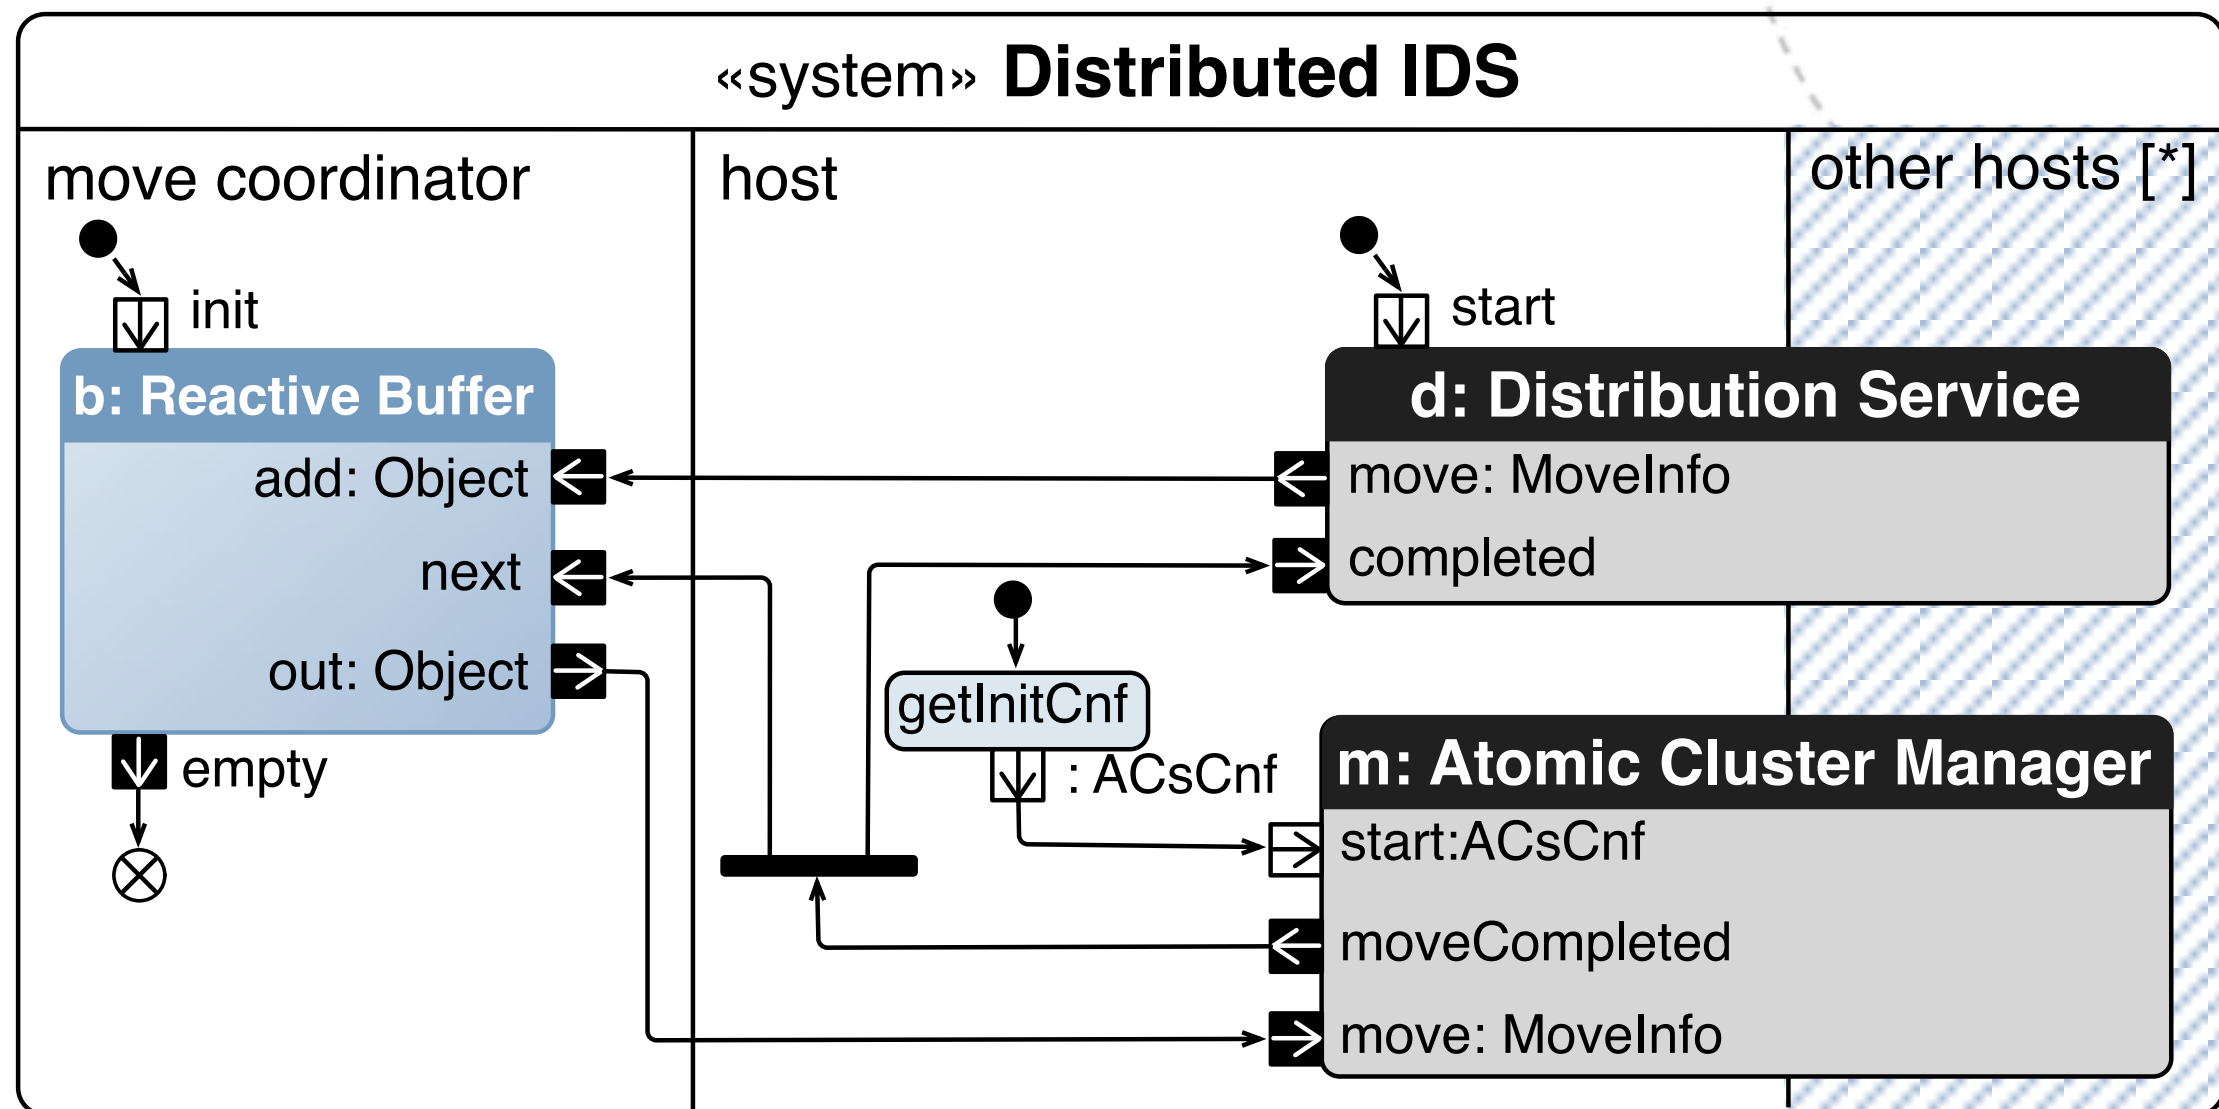 «system» Distributed IDS
move coordinator
host
other hosts [*]
init
start
b: Reactive Buffer
add: Object
next
out: Object
empty
d: Distribution Service
move: MoveInfo
completed
getInitCnf
: ACsCnf
m: Atomic Cluster Manager
start:ACsCnf
moveCompleted
move: MoveInfo